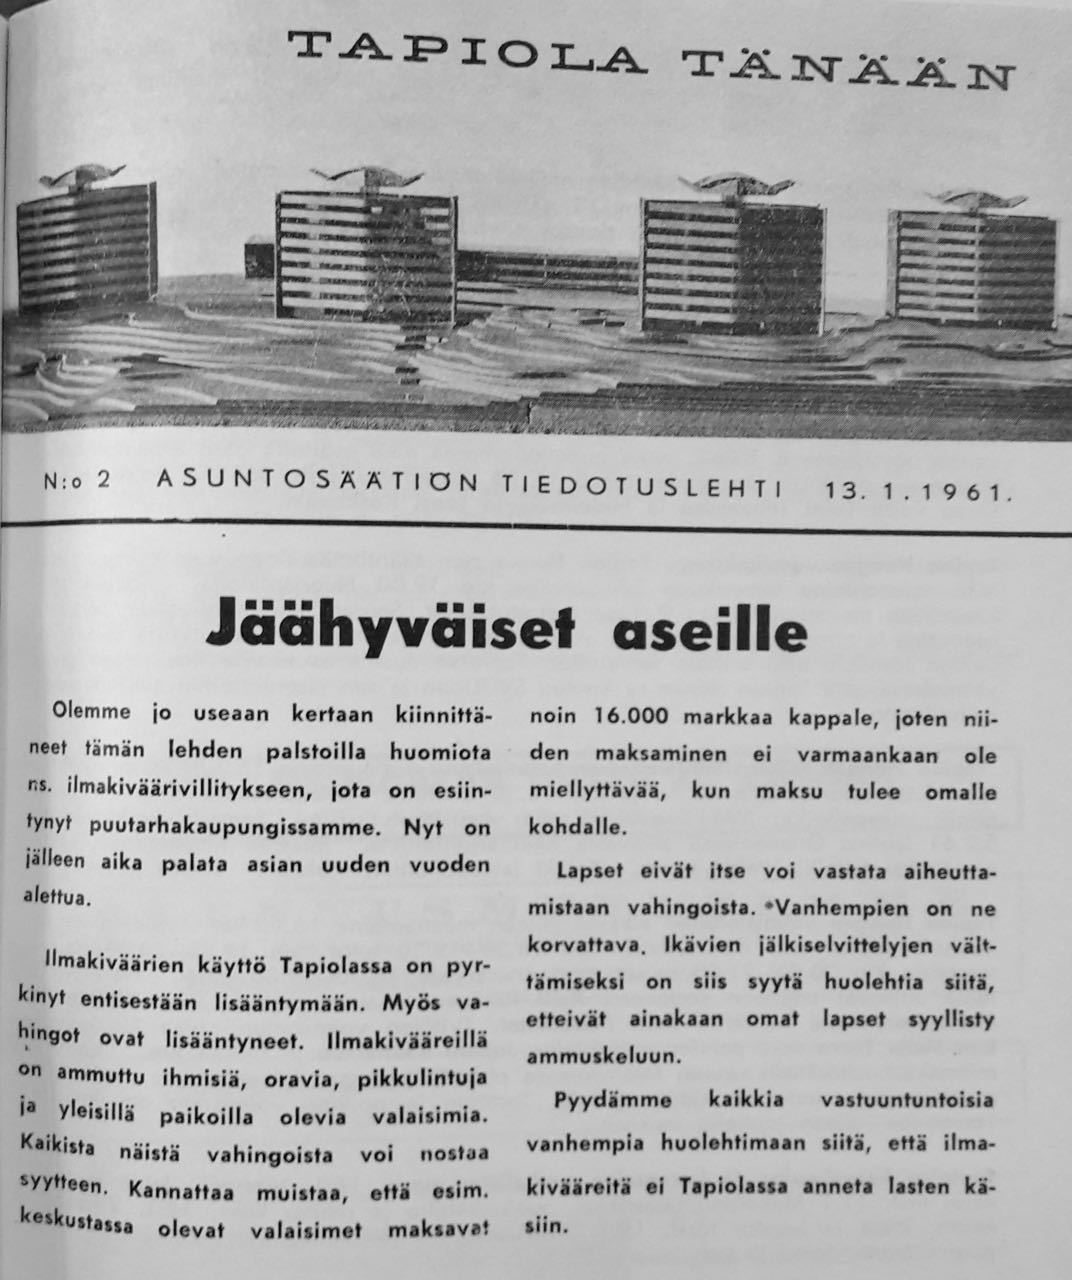 TAPIOLA TÄNÄÄN
N:o 2 ASUNTOSÄÄTIÖN TIEDOTUSLEHTI 13.1.1961.
Jäähyväiset aseille
Olemme jo useaan kertaan kiinnittä-
neet tämän lehden palstoilla huomiota
ns. ilmakiväärivillitykseen, jota on esiin-
tynyt puutarhakaupungissamme. Nyt on
jälleen aika palata asian uuden vuoden
alettua.
Ilmakiväärien käyttö Tapiolassa on pyr-
kinyt entisestään lisääntymään. Myös va-
hingot ovat lisääntyneet. Ilmakivääreillä
on ammuttu ihmisiä, oravia, pikkulintuja
ja yleisillä paikoilla olevia valaisimia.
Kaikista näistä vahingoista voi nostaa
syytteen. Kannattaa muistaa, että esim.
keskustassa olevat valaisimet maksavat
noin 16.000 markkaa kappale, joten nii-
den maksaminen ei varmaankaan ole
miellyttävää, kun maksu tulee omalle
kohdalle.
Lapset eivät itse voi vastata aiheutta-
mistaan vahingoista. Vanhempien on ne
korvattava. Ikävien jälkiselvittelyjen vält-
tämiseksi on siis syytä huolehtia siitä,
etteivät ainakaan omat lapset syyllisty
ammuskeluun.
Pyydämme kaikkia vastuuntuntoisia
vanhempia huolehtimaan siitä, että ilma-
kivääreitä ei Tapiolassa anneta lasten kä-
siin.